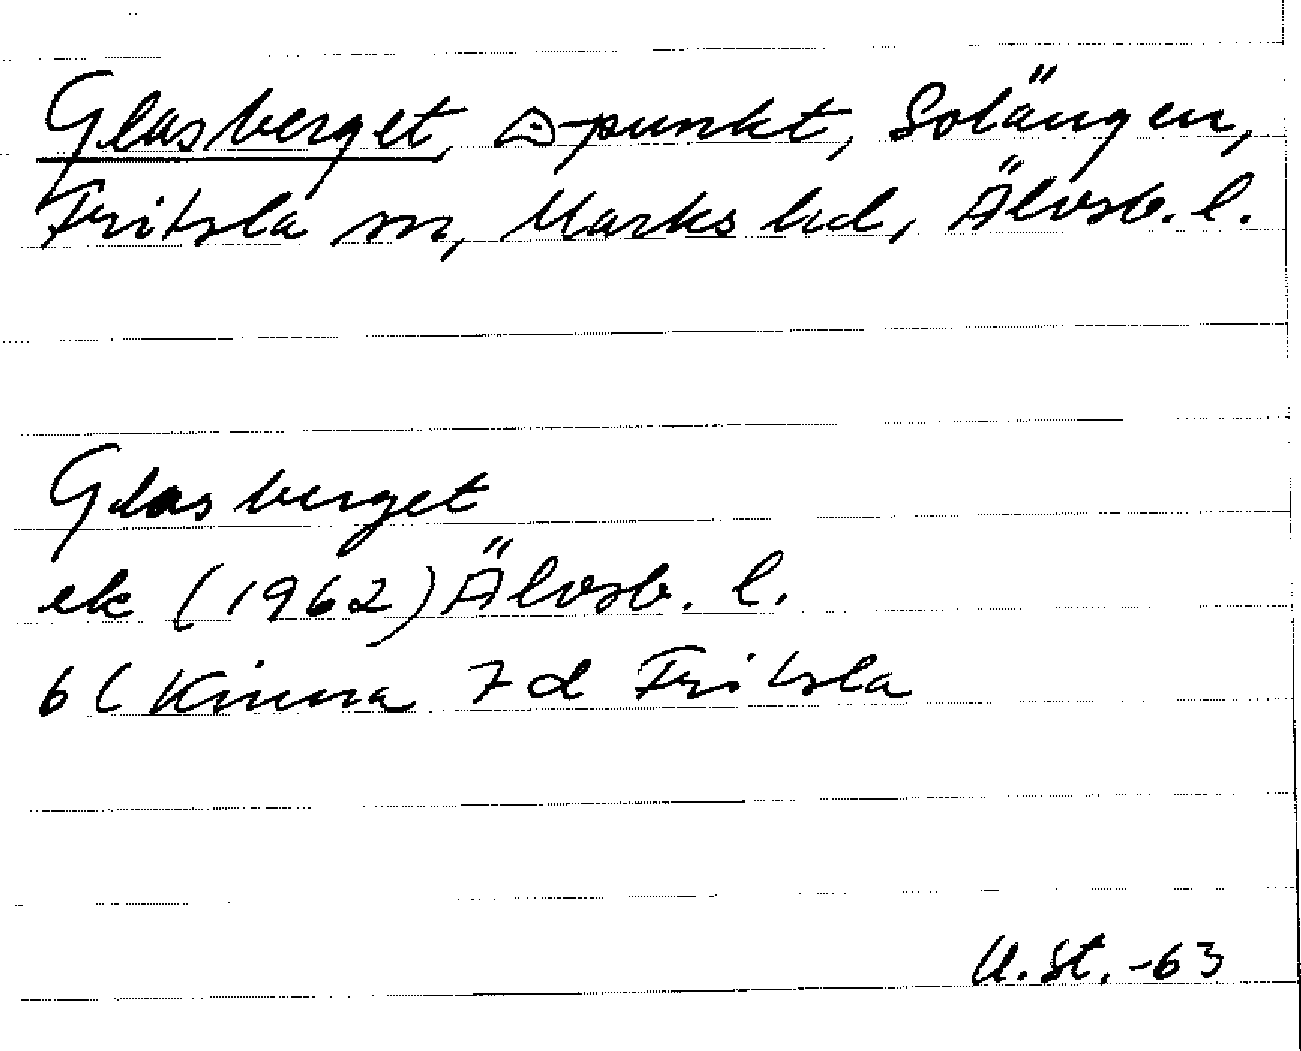 Glasberget, △-punkt, Solängen,
Fritsla sn, Marks hd, Älvsb. l.
Glasberget
ek (1962) Älvsb. l.
6 C Kinna 7 d Fritsla
U. St. -63